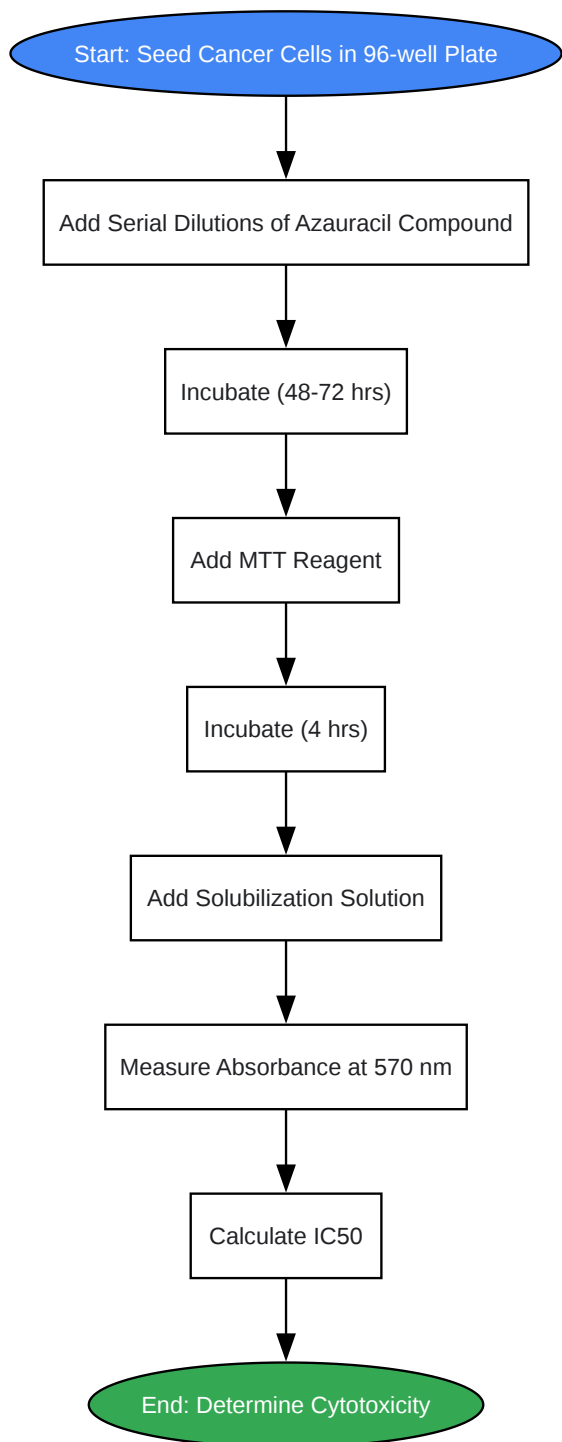 Start: Seed Cancer Cells in 96-well Plate
Add Serial Dilutions of Azauracil Compound
Incubate (48-72 hrs)
Add MTT Reagent
Incubate (4 hrs)
Add Solubilization Solution
Measure Absorbance at 570 nm
Calculate IC50
End: Determine Cytotoxicity